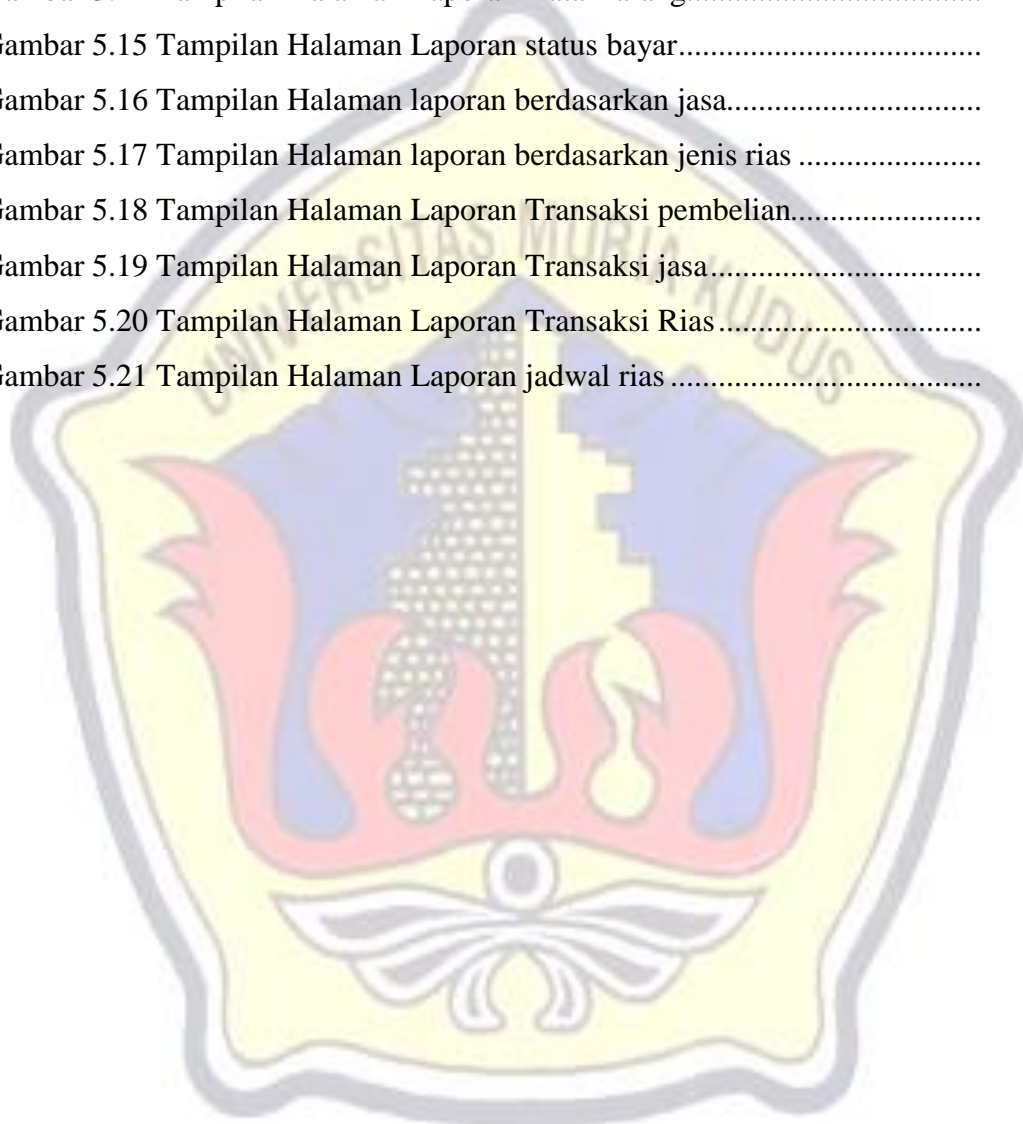 Gambar 5.15 Tampilan Halaman Laporan status bayar....................................
Gambar 5.16 Tampilan Halaman laporan berdasarkan jasa..............................
Gambar 5.17 Tampilan Halaman laporan berdasarkan jenis rias ......................
Gambar 5.18 Tampilan Halaman Laporan Transaksi pembelian.......................
Gambar 5.19 Tampilan Halaman Laporan Transaksi jasa................................
Gambar 5.20 Tampilan Halaman Laporan Transaksi Rias...............................
Gambar 5.21 Tampilan Halaman Laporan jadwal rias .....................................
UNIVERSITAS MURIA KUDUS